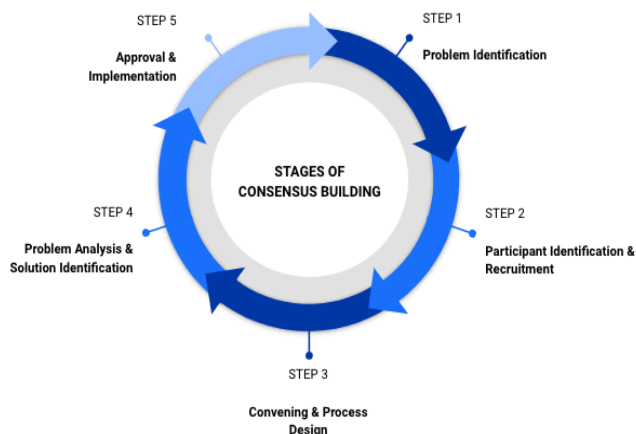 STEP 5
Approval &
Implementation
STEP 1
Problem Identification
STAGES OF
CONSENSUS BUILDING
STEP 4
Problem Analysis &
Solution Identification
STEP 2
Participant Identification &
Recruitment
STEP 3
Convening & Process
Design